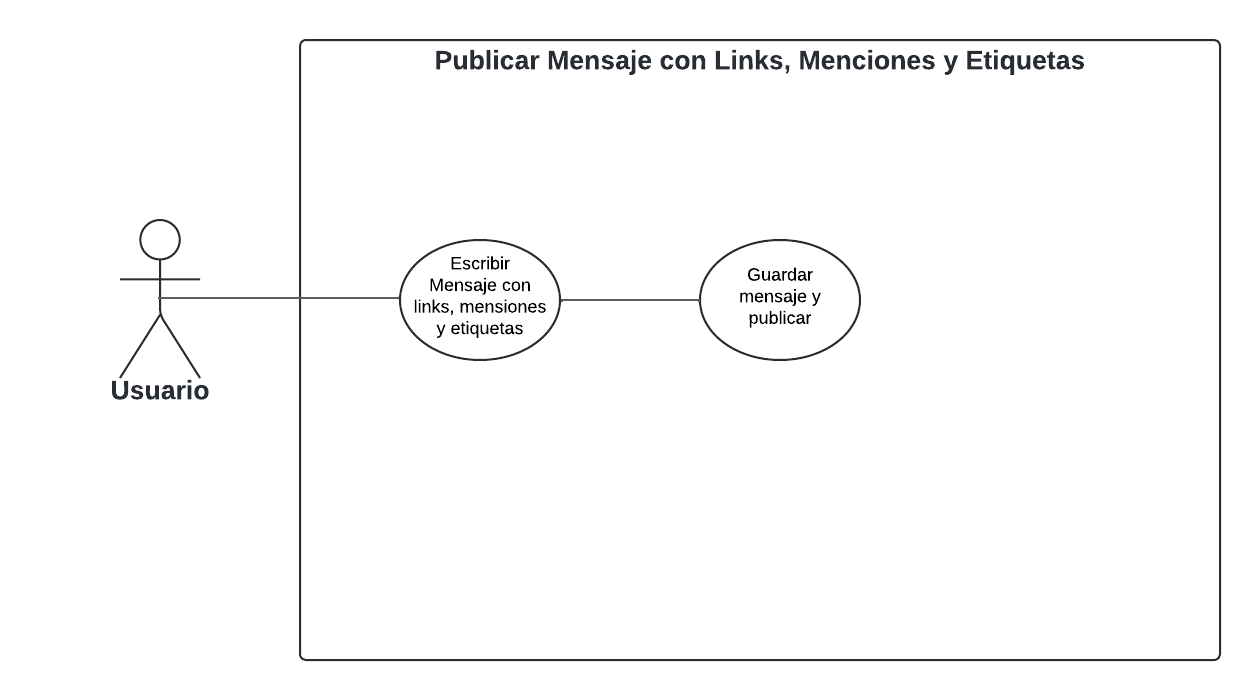 Publicar Mensaje con Links, Menciones y Etiquetas
Escribir
Mensaje con
links, mensiones
y etiquetas
Guardar
mensaje y
publicar
Usuario